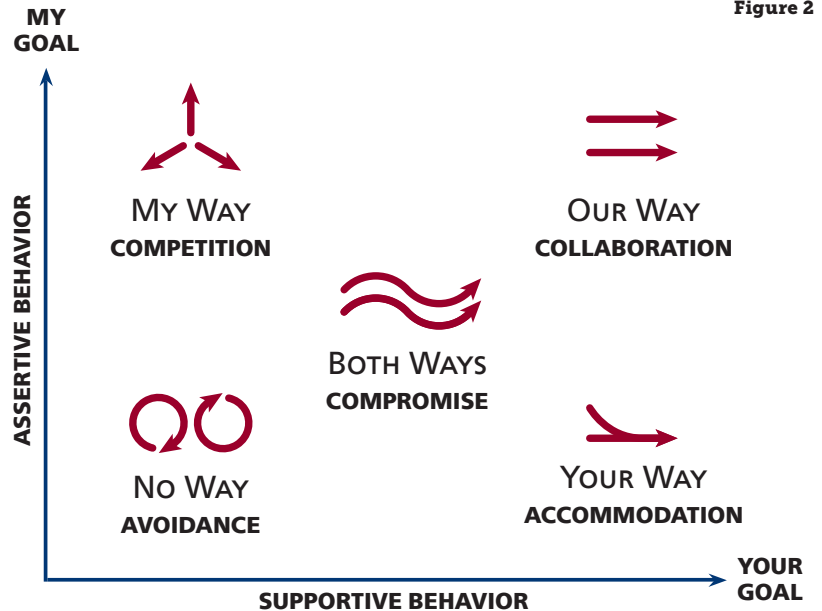 Figure 2
MY
GOAL
MY WAY
COMPETITION
OUR WAY
COLLABORATION
ASSERTIVE BEHAVIOR
BOTH WAYS
COMPROMISE
NO WAY
AVOIDANCE
YOUR WAY
ACCOMMODATION
YOUR
GOAL
SUPPORTIVE BEHAVIOR